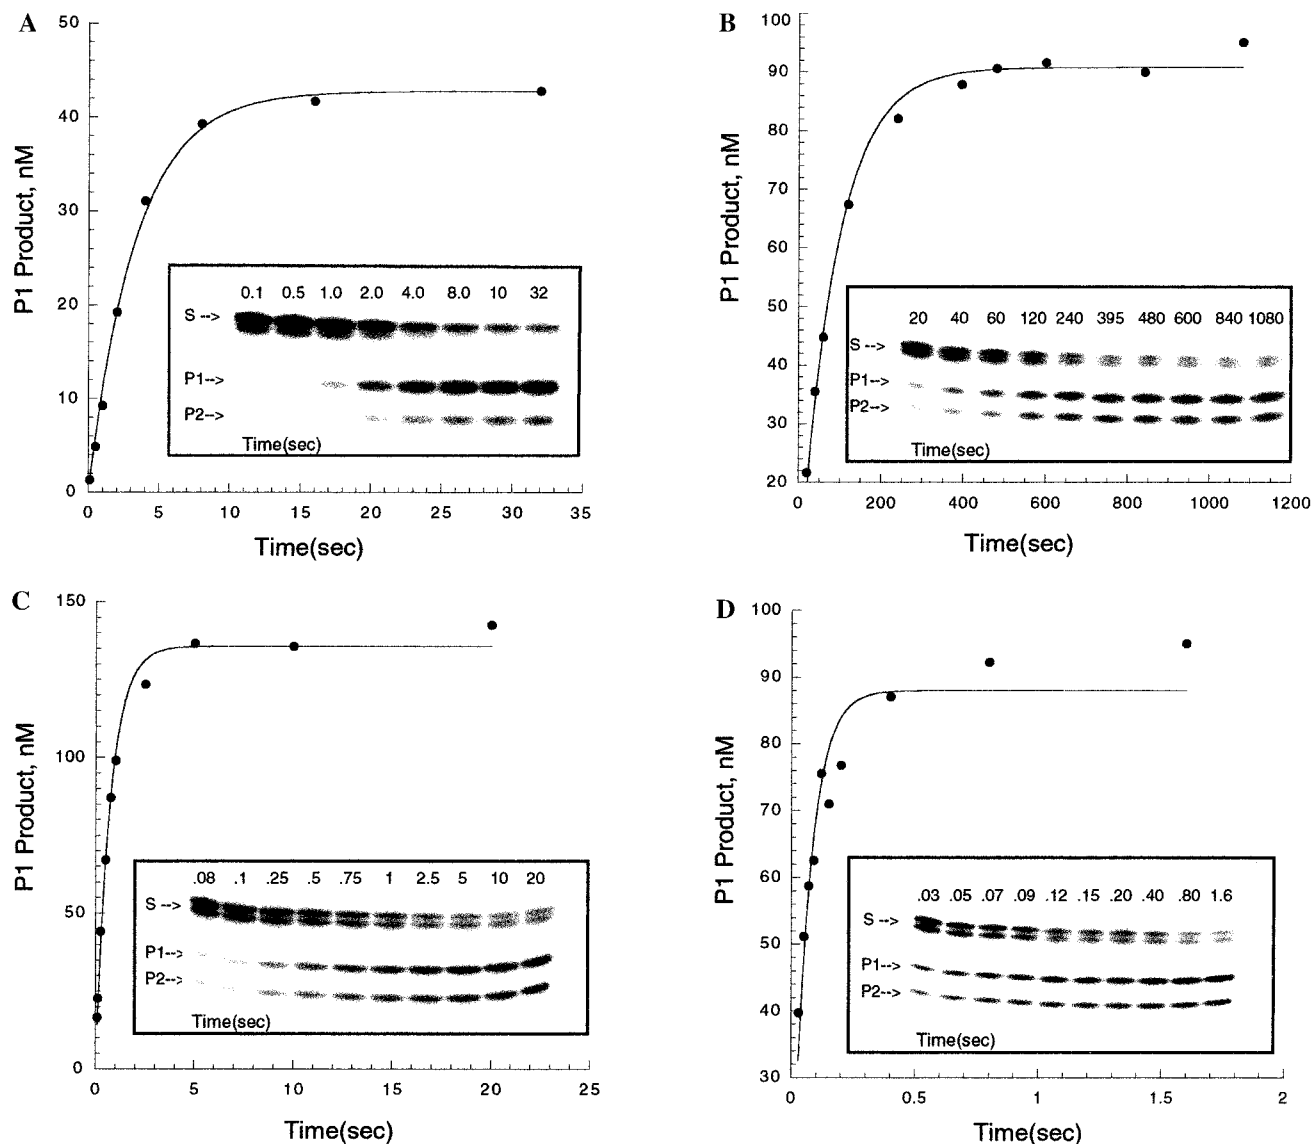 A
P1 Product, nM
50
40
30
20
10
0
0 5 10 15 20 25 30 35
Time(sec)
0.1 0.5 1.0 2.0 4.0 8.0 10 32
S -->
P1-->
P2-->
Time(sec)
B
P1 Product, nM
100
90
80
70
60
50
40
30
20
0 200 400 600 800 1000 1200
Time(sec)
20 40 60 120 240 395 480 600 840 1080
S -->
P1-->
P2-->
Time(sec)
C
P1 Product, nM
150
100
50
0
0 5 10 15 20 25
Time(sec)
.08 .1 .25 .5 .75 1 2.5 5 10 20
S -->
P1-->
P2-->
Time(sec)
D
P1 Product, nM
100
90
80
70
60
50
40
30
0 0.5 1 1.5 2
Time(sec)
.03 .05 .07 .09 .12 .15 .20 .40 .80 1.6
S -->
P1-->
P2-->
Time(sec)